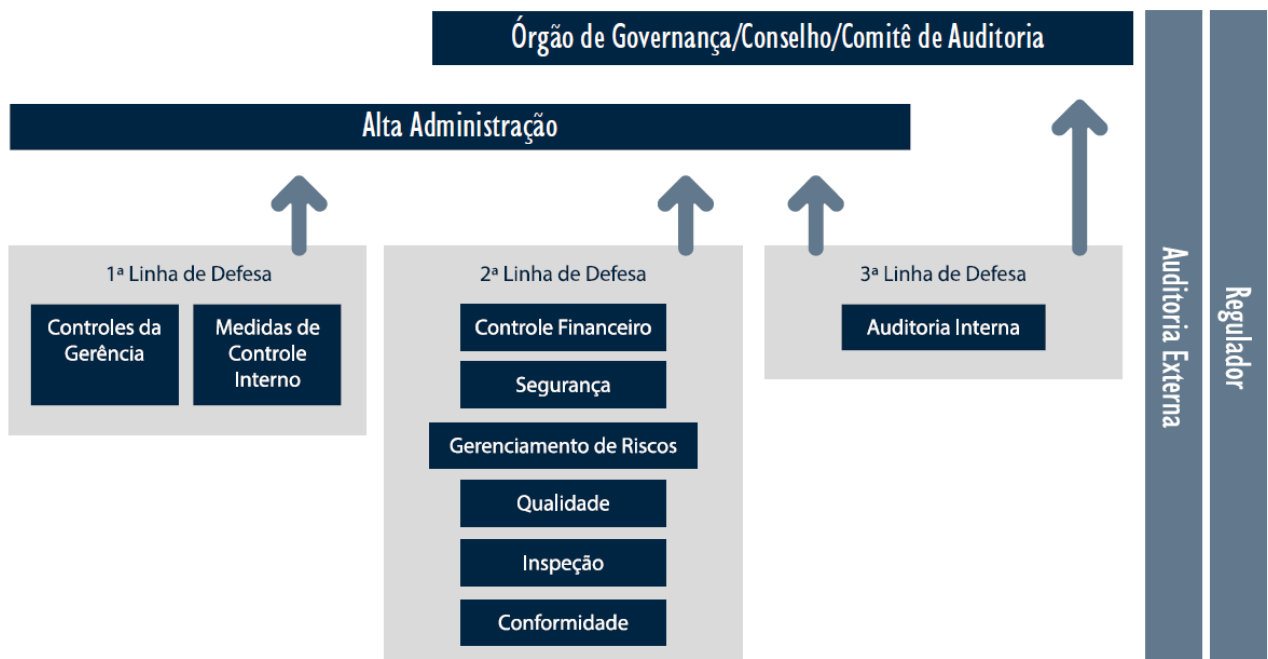 Órgão de Governança/Conselho/Comitê de Auditoria
Alta Administração
1ª Linha de Defesa
Controles da
Gerência
Medidas de
Controle
Interno
2ª Linha de Defesa
Controle Financeiro
Segurança
Gerenciamento de Riscos
Qualidade
Inspeção
Conformidade
3ª Linha de Defesa
Auditoria Interna
Auditoria Externa
Regulador